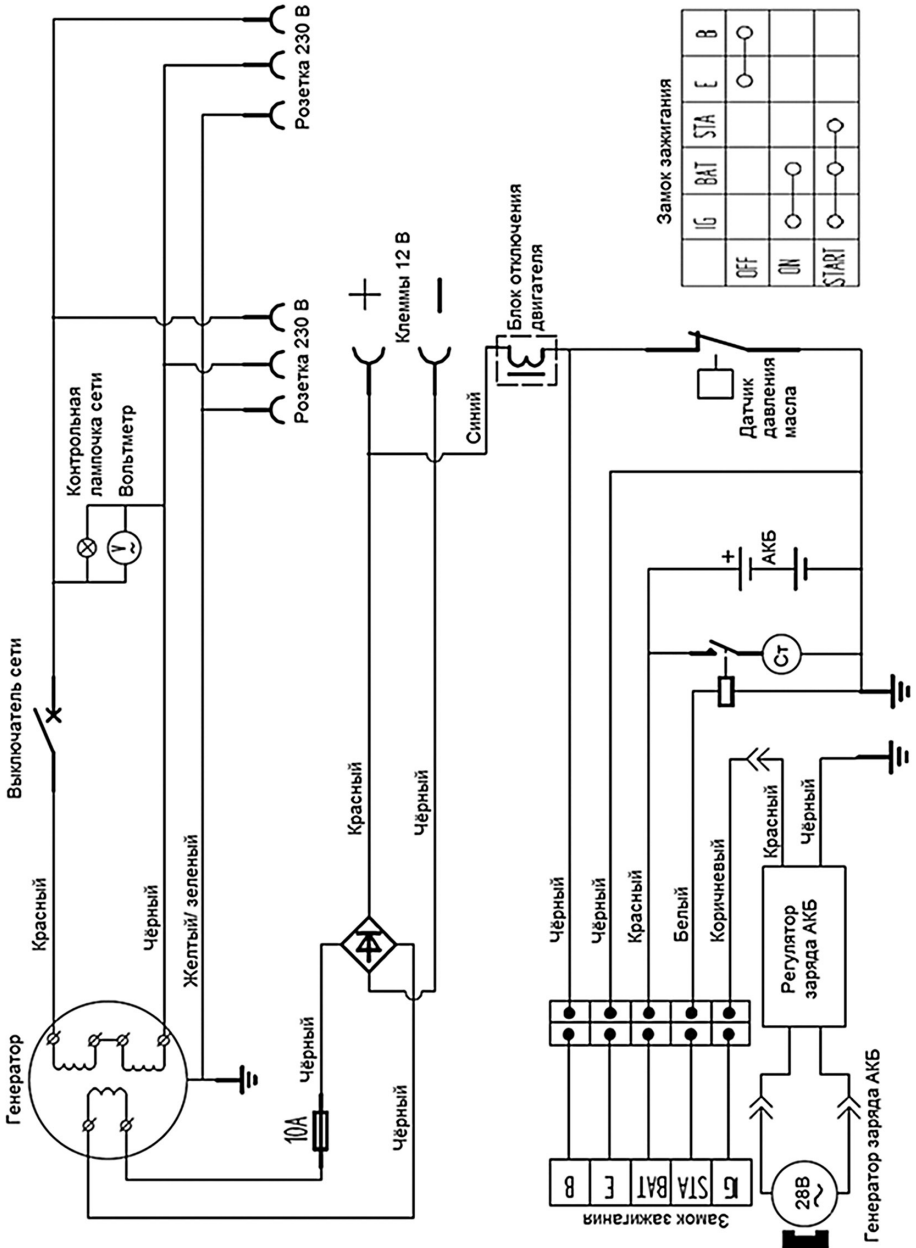 Генератор
Выключатель сети
Контрольная
лампочка сети
Вольтметр
V
Красный
Чёрный
Желтый/ зеленый
Розетка 230 В
Розетка 230 В
10А
Чёрный
Чёрный
Красный
Чёрный
Клеммы 12 В
+
Синий
Блок отключения
двигателя
Замок зажигания
IG BAT STA E B
OFF
ON
START
Датчик
давления
масла
+
АКБ
Ст
Чёрный
Чёрный
Красный
Белый
Коричневый
Красный
Чёрный
Регулятор
заряда АКБ
B
E
BAT
STA
IG
Замок зажигания
28В
Генератор заряда АКБ